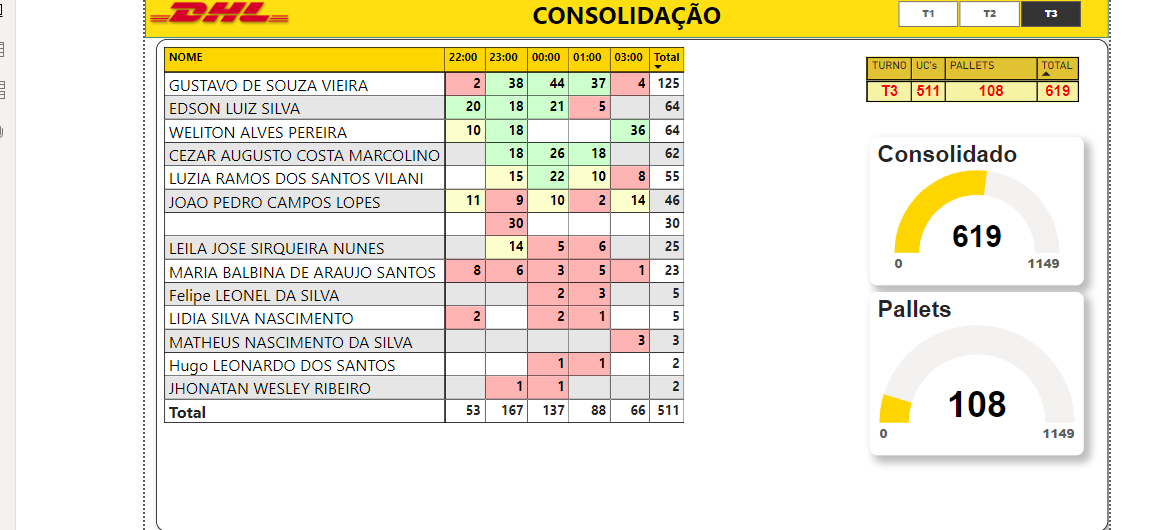 DHL
CONSOLIDAÇÃO
T1 T2 T3
NOME 22:00 23:00 00:00 01:00 03:00 Total
GUSTAVO DE SOUZA VIEIRA 2 38 44 37 4 125
EDSON LUIZ SILVA 20 18 21 5 64
WELITON ALVES PEREIRA 10 18 36 64
CEZAR AUGUSTO COSTA MARCOLINO 18 26 18 62
LUZIA RAMOS DOS SANTOS VILANI 15 22 10 8 55
JOAO PEDRO CAMPOS LOPES 11 9 10 2 14 46
30 30
LEILA JOSE SIRQUEIRA NUNES 14 5 6 25
MARIA BALBINA DE ARAUJO SANTOS 8 6 3 5 1 23
Felipe LEONEL DA SILVA 2 3 5
LIDIA SILVA NASCIMENTO 2 2 1 5
MATHEUS NASCIMENTO DA SILVA 3 3
Hugo LEONARDO DOS SANTOS 1 1 2
JHONATAN WESLEY RIBEIRO 1 1 2
Total 53 167 137 88 66 511
TURNO UC's PALLETS TOTAL
T3 511 108 619
Consolidado
619
0 1149
Pallets
108
0 1149